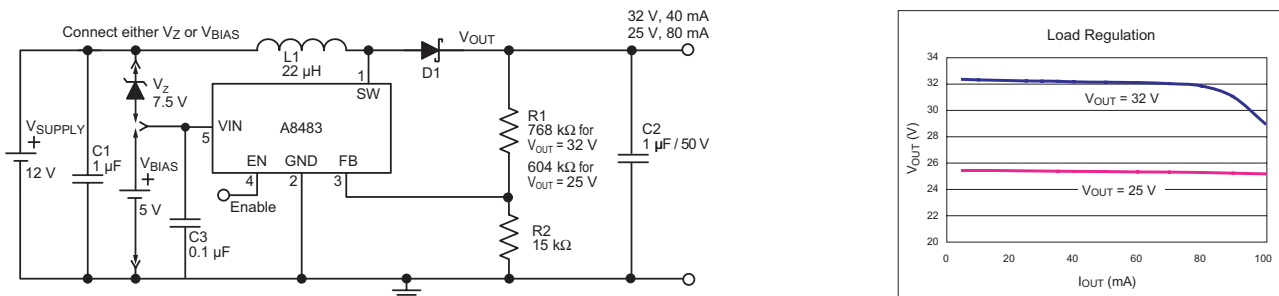 Connect either VZ or VBIAS
32 V, 40 mA
25 V, 80 mA
L1
22 µH
D1
VOUT
1
SW
VZ
7.5 V
VSUPPLY
+
12 V
C1
1 µF
VBIAS
+
5 V
5
VIN
A8483
EN
GND
FB
4
2
3
Enable
C3
0.1 µF
R1
768 kΩ for
VOUT = 32 V
604 kΩ for
VOUT = 25 V
C2
1 µF / 50 V
R2
15 kΩ
Load Regulation
VOUT (V)
34
32
30
28
26
24
22
20
VOUT = 32 V
VOUT = 25 V
0
20
40
60
80
100
IOUT (mA)